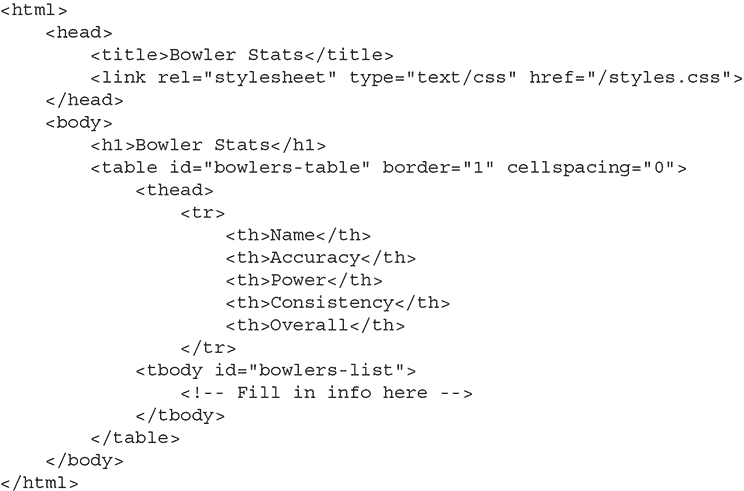 <html>
    <head>
        <title>Bowler Stats</title>
        <link rel="stylesheet" type="text/css" href="/styles.css">
    </head>
    <body>
        <h1>Bowler Stats</h1>
        <table id="bowlers-table" border="1" cellspacing="0">
            <thead>
                <tr>
                    <th>Name</th>
                    <th>Accuracy</th>
                    <th>Power</th>
                    <th>Consistency</th>
                    <th>Overall</th>
                </tr>
            <tbody id="bowlers-list">
                <!-- Fill in info here -->
            </tbody>
        </table>
    </body>
</html>